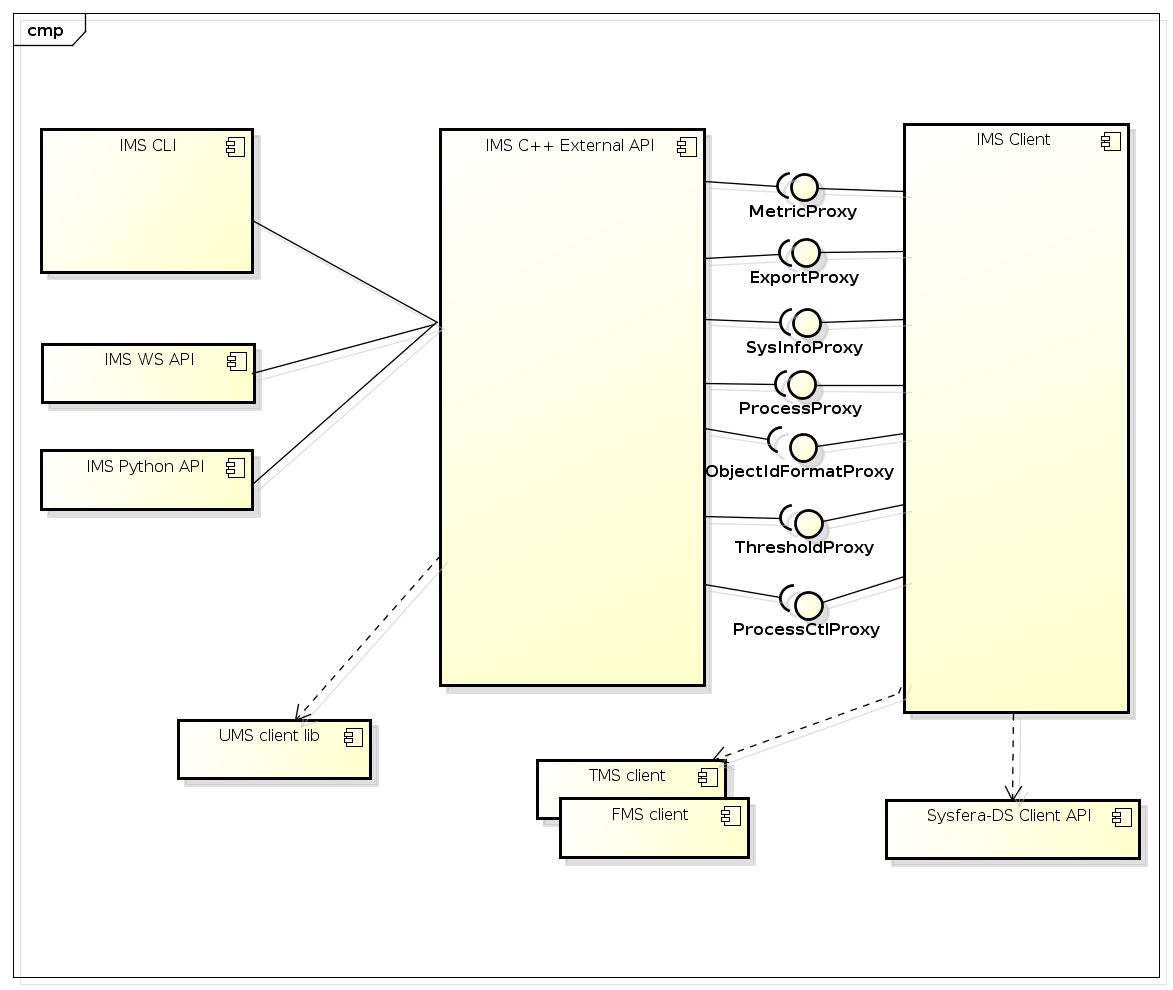 cmp
IMS CLI
IMS C++ External API
IMS Client
MetricProxy
ExportProxy
SysInfoProxy
IMS WS API
ProcessProxy
IMS Python API
ObjectIdFormatProxy
ThresholdProxy
ProcessCtlProxy
UMS client lib
TMS client
FMS client
Sysfera-DS Client API